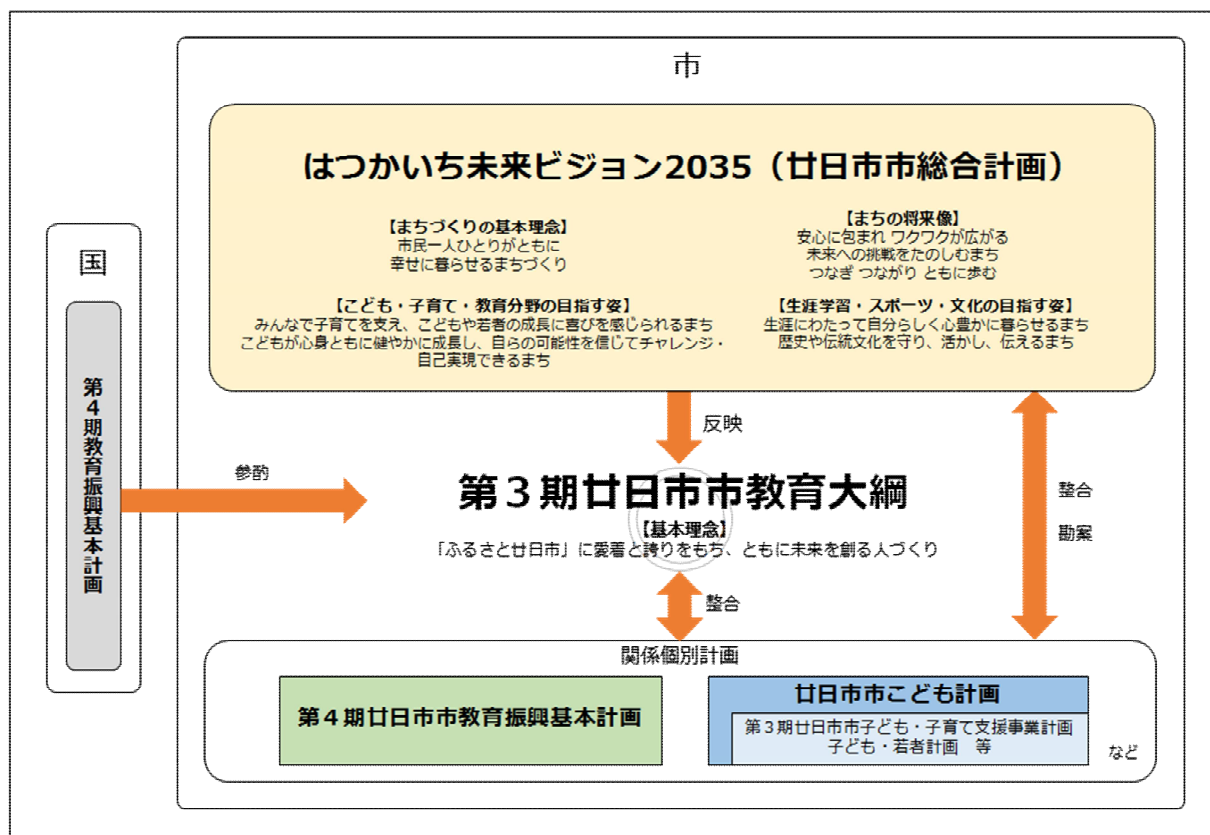 市
はつかいち未来ビジョン2035（廿日市市総合計画）
【まちづくりの基本理念】
市民一人ひとりがともに
幸せに暮らせるまちづくり
【まちの将来像】
安心に包まれ ワクワクが広がる
未来への挑戦をたのしむまち
つなぎ つながり ともに歩む
【こども・子育て・教育分野の目指す姿】
みんなで子育てを支え、こどもや若者の成長に喜びを感じられるまち
こどもが心身ともに健やかに成長し、自らの可能性を信じてチャレンジ・
自己実現できるまち
【生涯学習・スポーツ・文化の目指す姿】
生涯にわたって自分らしく心豊かに暮らせるまち
歴史や伝統文化を守り、活かし、伝えるまち
国
第４期教育振興基本計画
参酌
反映
第３期廿日市市教育大綱
【基本理念】
「ふるさと廿日市」に愛着と誇りをもち、ともに未来を創る人づくり
整合
勘案
整合
関係個別計画
第４期廿日市市教育振興基本計画
廿日市市こども計画
第３期廿日市市子ども・子育て支援事業計画
子ども・若者計画　等
など